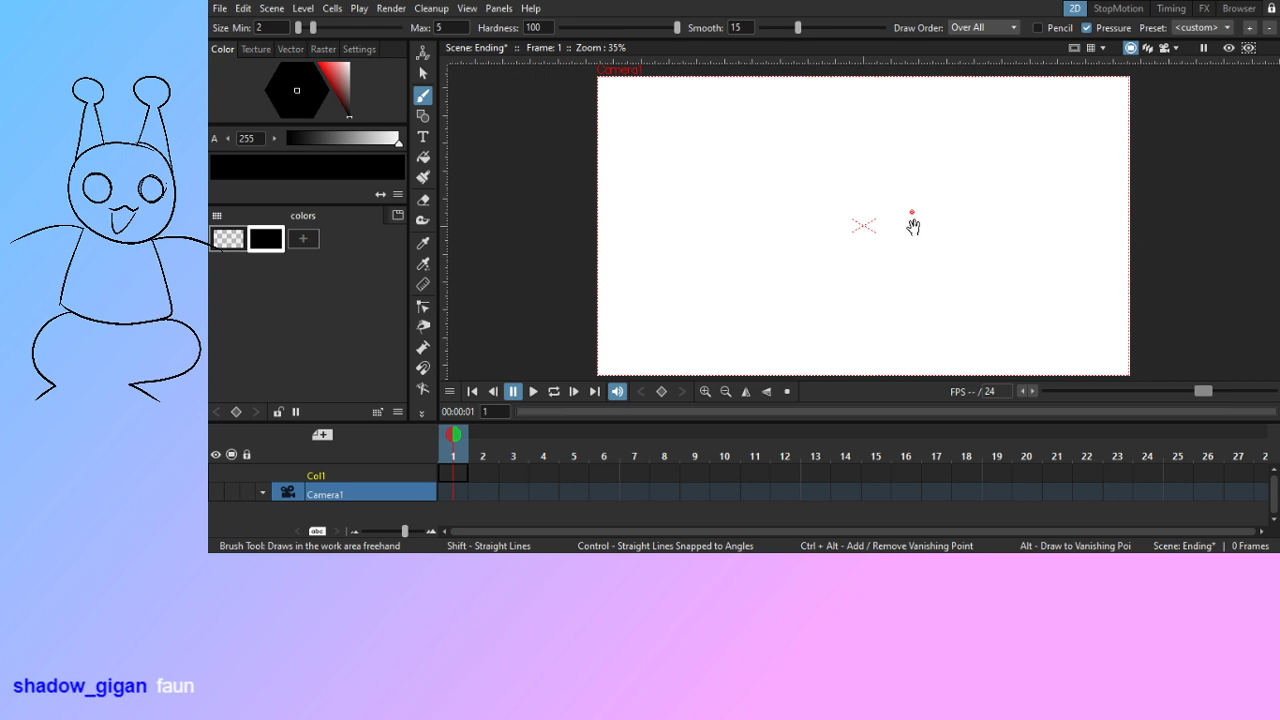 File Edit Scene Level Cells Play Render Cleanup View Panels Help 2D StopMotion Timing FX Browser
Size Min: 2 Max: 5 Hardness: 100 Smooth: 15 Draw Order: Over All Pencil Pressure Preset: <custom> + -
Color Texture Vector Raster Settings
Scene: Ending* :: Frame: 1 :: Zoom : 35%
Camera1
A 255
colors
FPS -- / 24
00:00:01 1
1 2 3 4 5 6 7 8 9 10 11 12 13 14 15 16 17 18 19 20 21 22 23 24 25 26 27 2
Col1
Camera1
abc
Brush Tool: Draws in the work area freehand Shift - Straight Lines Control - Straight Lines Snapped to Angles Ctrl + Alt - Add / Remove Vanishing Point Alt - Draw to Vanishing Poi Scene: Ending* | 0 Frames
shadow_gigan faun